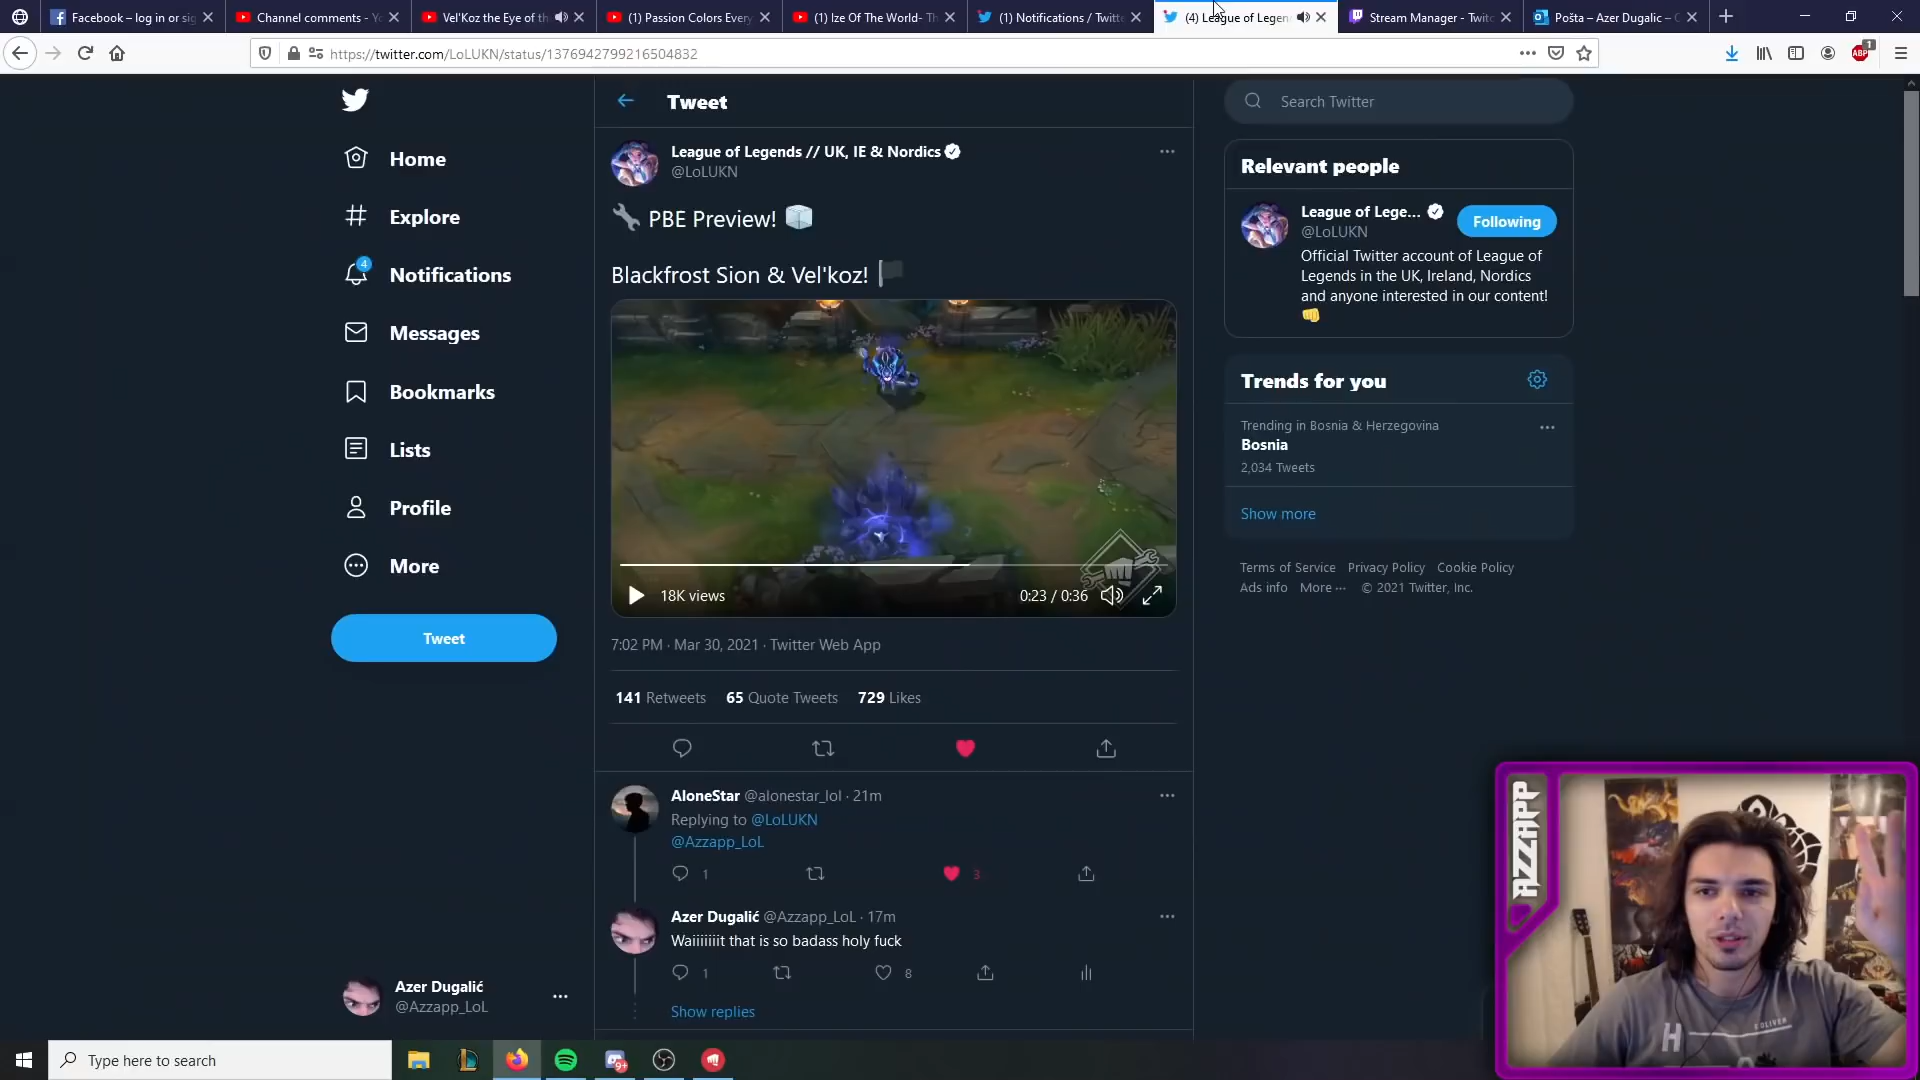 Facebook – log in or sig
Channel comments - Y
Vel'Koz the Eye of th
(1) Passion Colors Every
(1) Ize Of The World- Th
(1) Notifications / Twitte
(4) League of Legen
Stream Manager - Twitc
Pošta – Azer Dugalic –
https://twitter.com/LoLUKN/status/1376942799216504832
ABP
1
Home
Explore
4
Notifications
Messages
Bookmarks
Lists
Profile
More
Tweet
Azer Dugalić
@Azzapp_LoL
Tweet
League of Legends // UK, IE & Nordics
@LoLUKN
🔧 PBE Preview! 🧊
Blackfrost Sion & Vel'koz! 🏴
18K views
0:23 / 0:36
7:02 PM · Mar 30, 2021 · Twitter Web App
141 Retweets 65 Quote Tweets 729 Likes
AloneStar @alonestar_lol · 21m
Replying to @LoLUKN
@Azzapp_LoL
1
3
Azer Dugalić @Azzapp_LoL · 17m
Waiiiiiiit that is so badass holy fuck
1
8
Show replies
Search Twitter
Relevant people
League of Lege...
@LoLUKN
Following
Official Twitter account of League of
Legends in the UK, Ireland, Nordics
and anyone interested in our content!
👊
Trends for you
Trending in Bosnia & Herzegovina
Bosnia
2,034 Tweets
Show more
Terms of Service Privacy Policy Cookie Policy
Ads info More ··· © 2021 Twitter, Inc.
AZZAPP
Type here to search
9+